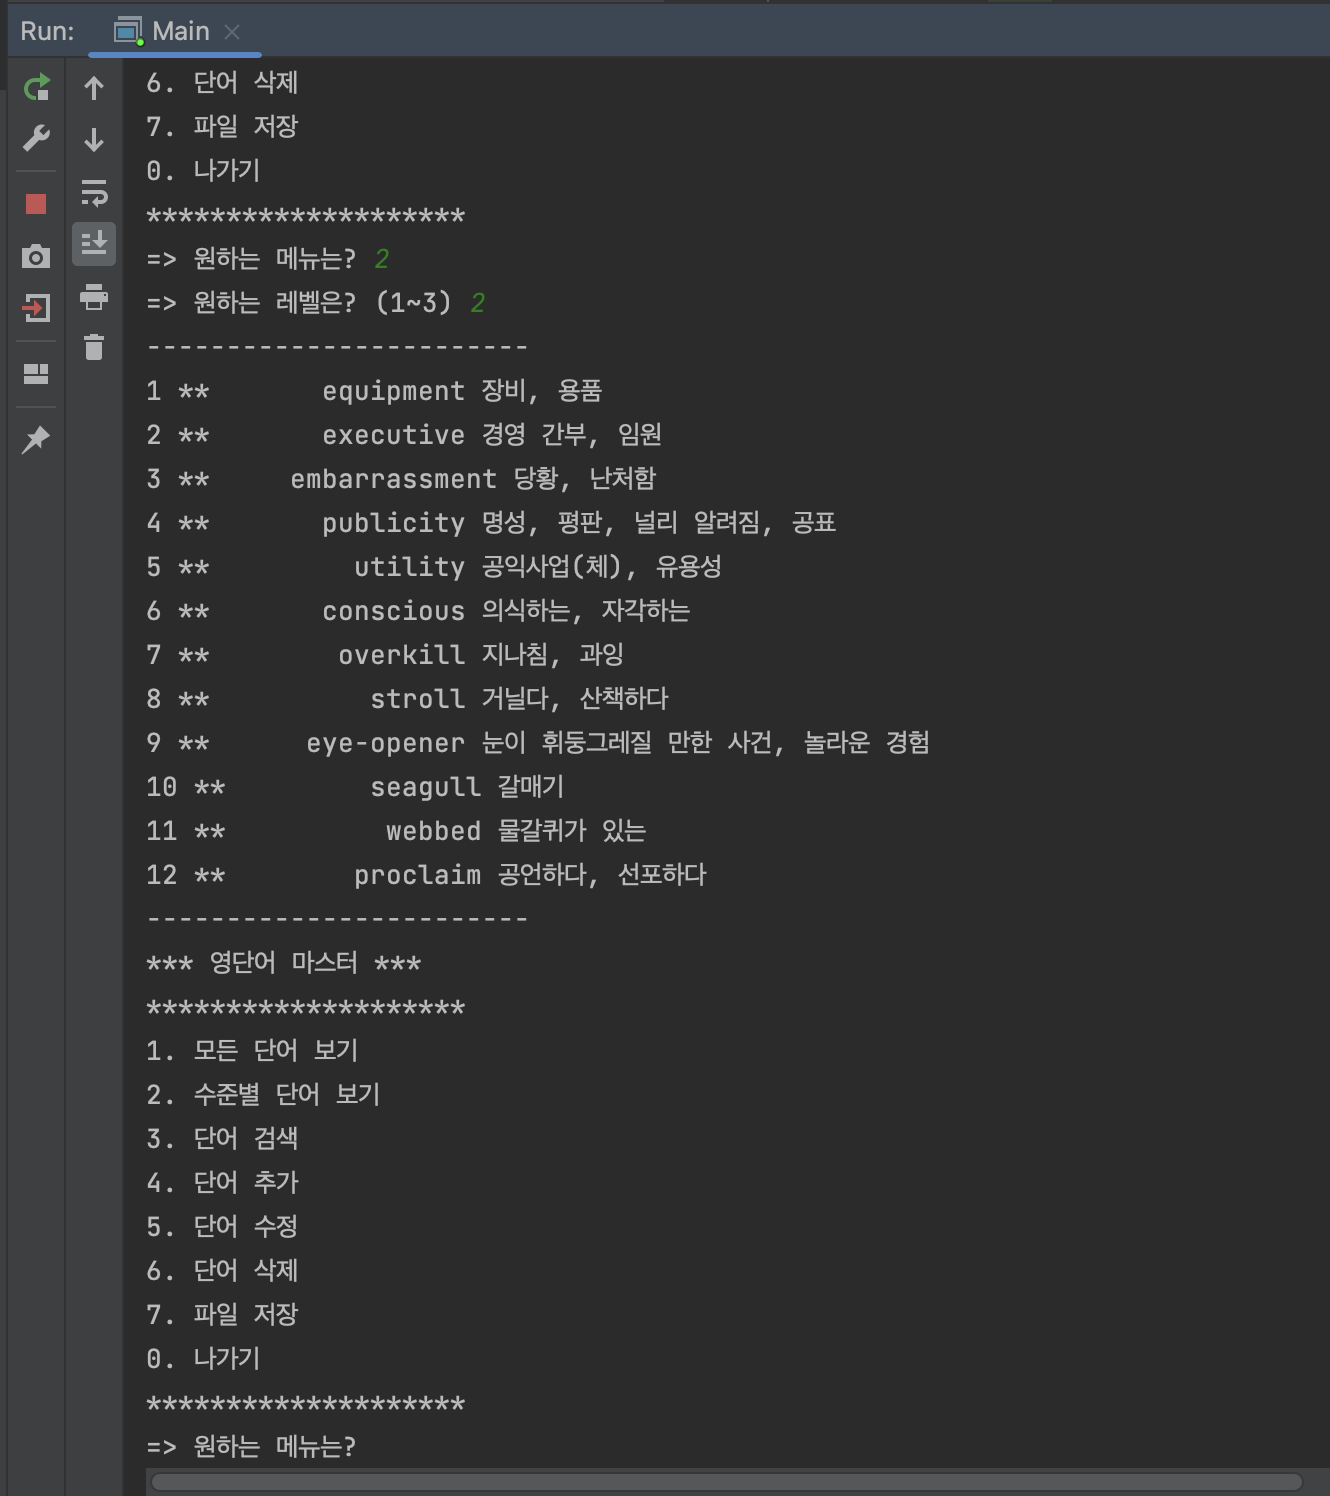 Run: Main
6. 단어 삭제
7. 파일 저장
0. 나가기
********************
=> 원하는 메뉴는? 2
=> 원하는 레벨은? (1~3) 2
------------------------
1 **       equipment 장비, 용품
2 **       executive 경영 간부, 임원
3 **     embarrassment 당황, 난처함
4 **       publicity 명성, 평판, 널리 알려짐, 공표
5 **         utility 공익사업(체), 유용성
6 **       conscious 의식하는, 자각하는
7 **        overkill 지나침, 과잉
8 **          stroll 거닐다, 산책하다
9 **      eye-opener 눈이 휘둥그레질 만한 사건, 놀라운 경험
10 **         seagull 갈매기
11 **          webbed 물갈퀴가 있는
12 **        proclaim 공언하다, 선포하다
------------------------
*** 영단어 마스터 ***
********************
1. 모든 단어 보기
2. 수준별 단어 보기
3. 단어 검색
4. 단어 추가
5. 단어 수정
6. 단어 삭제
7. 파일 저장
0. 나가기
********************
=> 원하는 메뉴는?